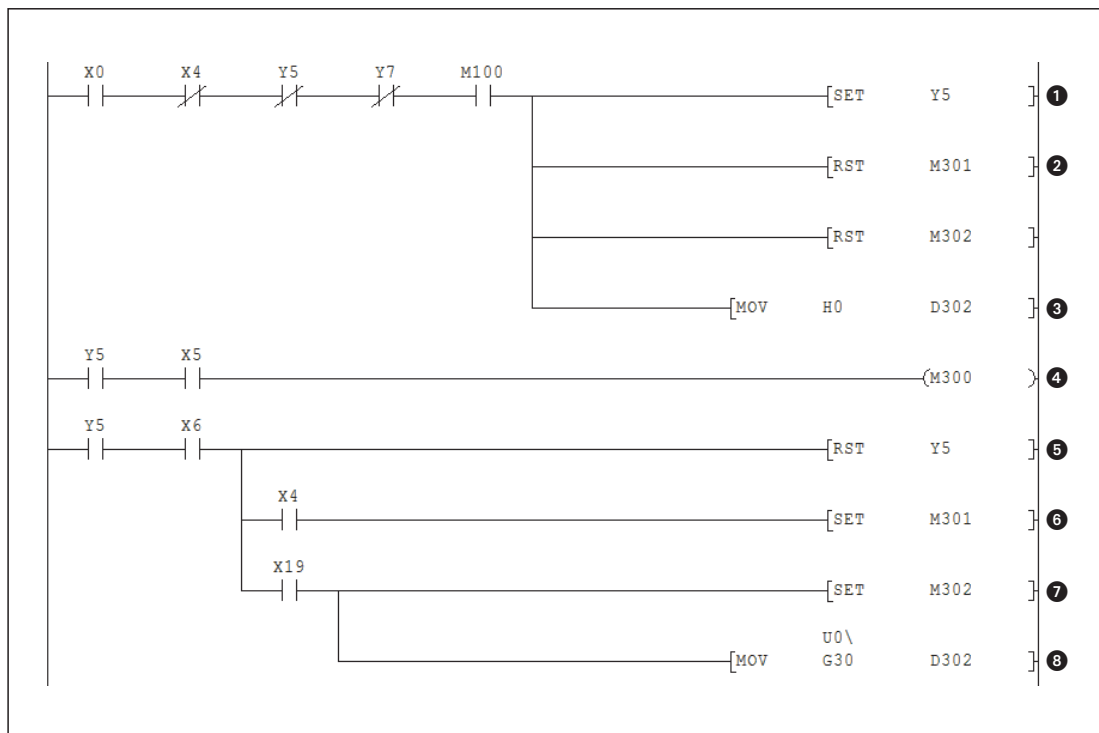 X0 X4 Y5 Y7 M100
[SET Y5 ] 1
[RST M301 ] 2
[RST M302 ]
[MOV H0 D302 ] 3
Y5 X5
(M300 ) 4
Y5 X6
[RST Y5 ] 5
X4
[SET M301 ] 6
X19
[SET M302 ] 7
U0\
[MOV G30 D302 ] 8